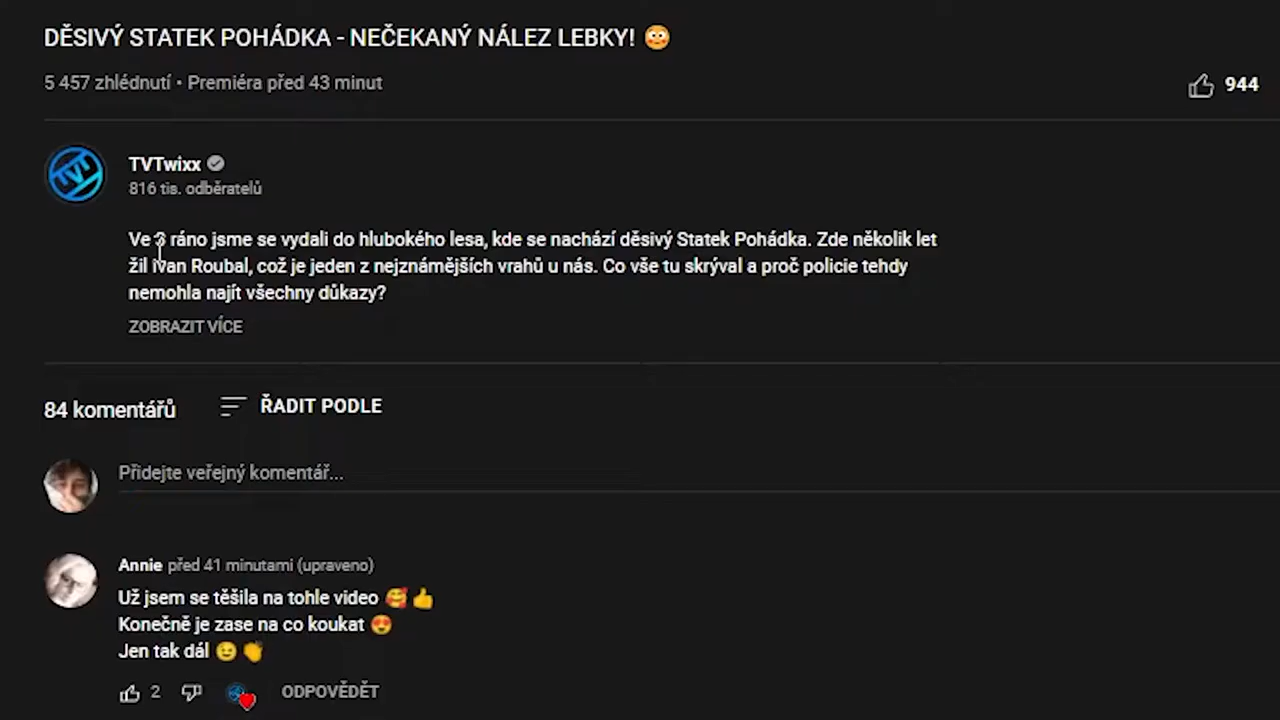 DĚSIVÝ STATEK POHÁDKA - NEČEKANÝ NÁLEZ LEBKY! 😳
5 457 zhlédnutí • Premiéra před 43 minut
944
TVT
TVTwixx
816 tis. odběratelů
Ve 3 ráno jsme se vydali do hlubokého lesa, kde se nachází děsivý Statek Pohádka. Zde několik let
žil Ivan Roubal, což je jeden z nejznámějších vrahů u nás. Co vše tu skrýval a proč policie tehdy
nemohla najít všechny důkazy?
ZOBRAZIT VÍCE
84 komentářů
ŘADIT PODLE
Přidejte veřejný komentář...
Annie před 41 minutami (upraveno)
Už jsem se těšila na tohle video 🥰 👍
Konečně je zase na co koukat 😍
Jen tak dál 😉 👏
2
ODPOVĚDĚT